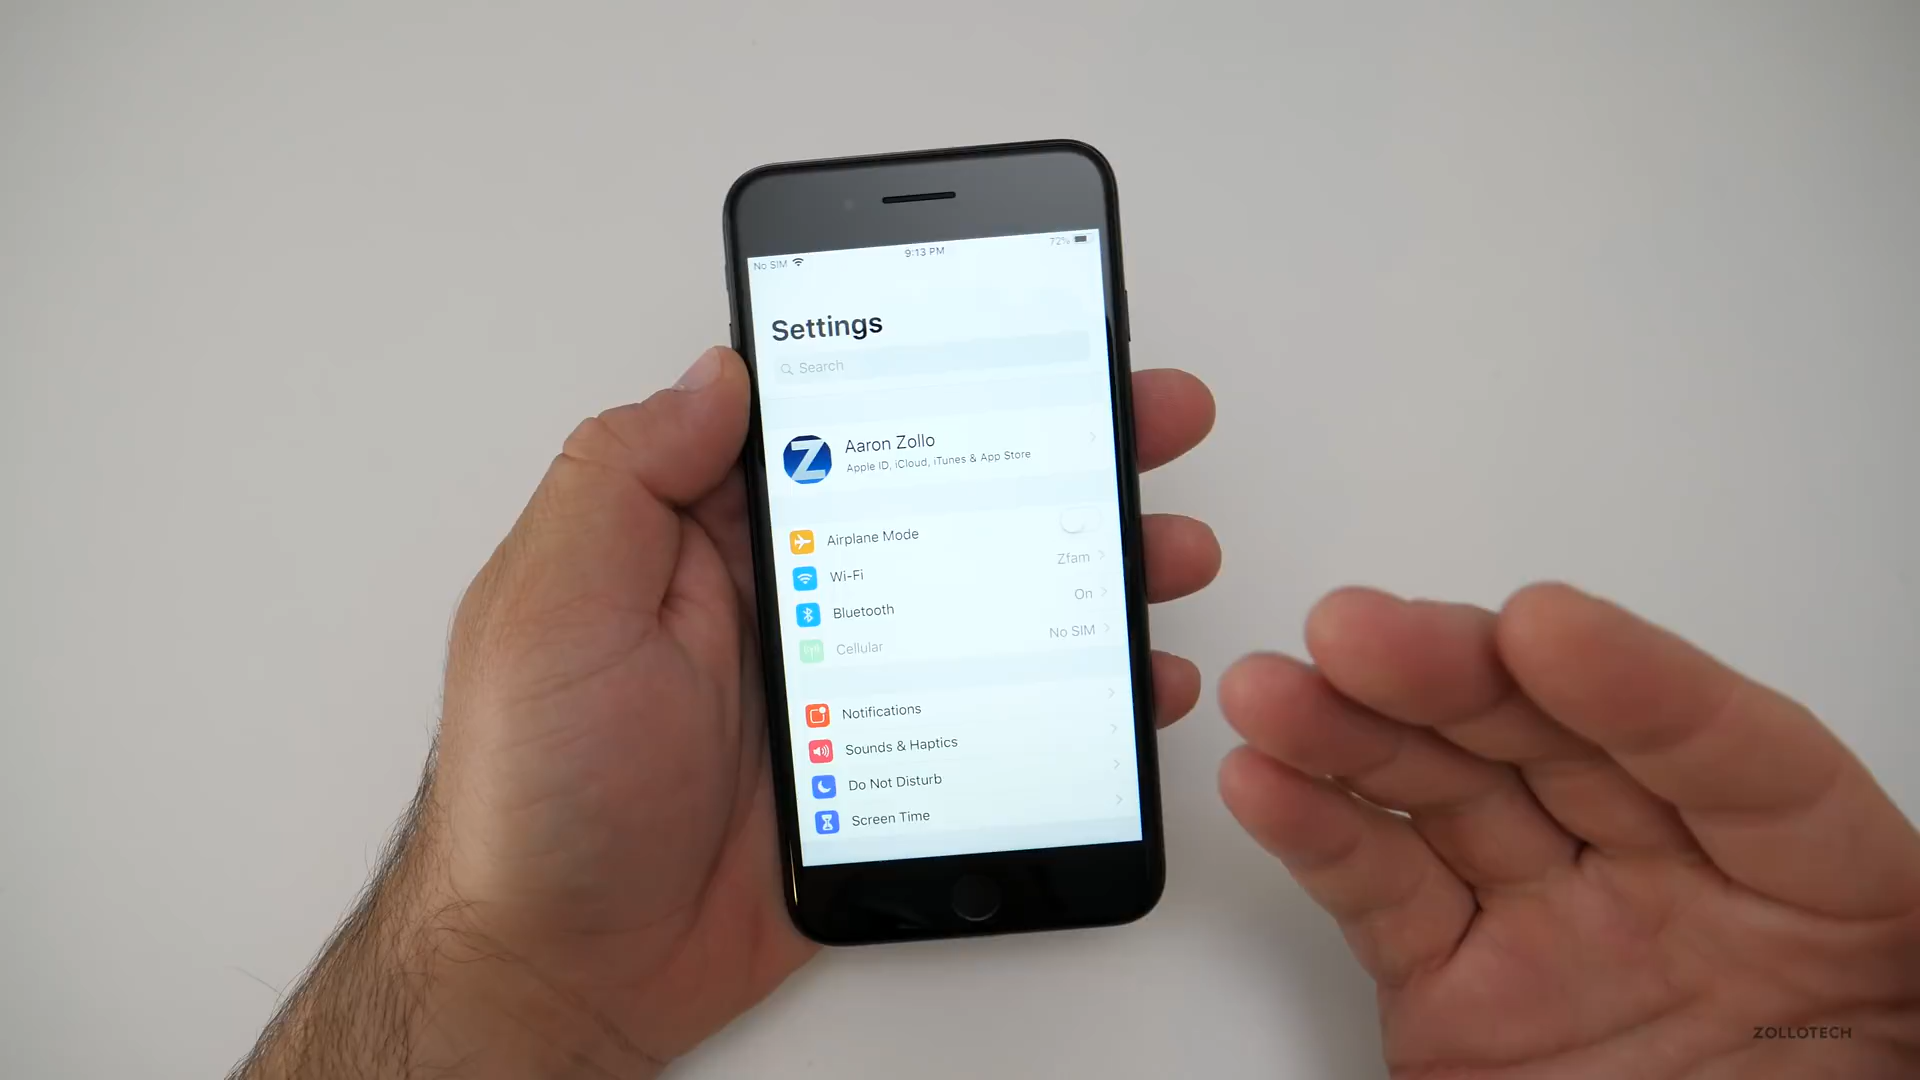 No SIM 9:13 PM 72%
Settings
Search
Z
Aaron Zollo
Apple ID, iCloud, iTunes & App Store
Airplane Mode
Wi-Fi Zfam
Bluetooth On
Cellular No SIM
Notifications
Sounds & Haptics
Do Not Disturb
Screen Time
ZOLLOTECH